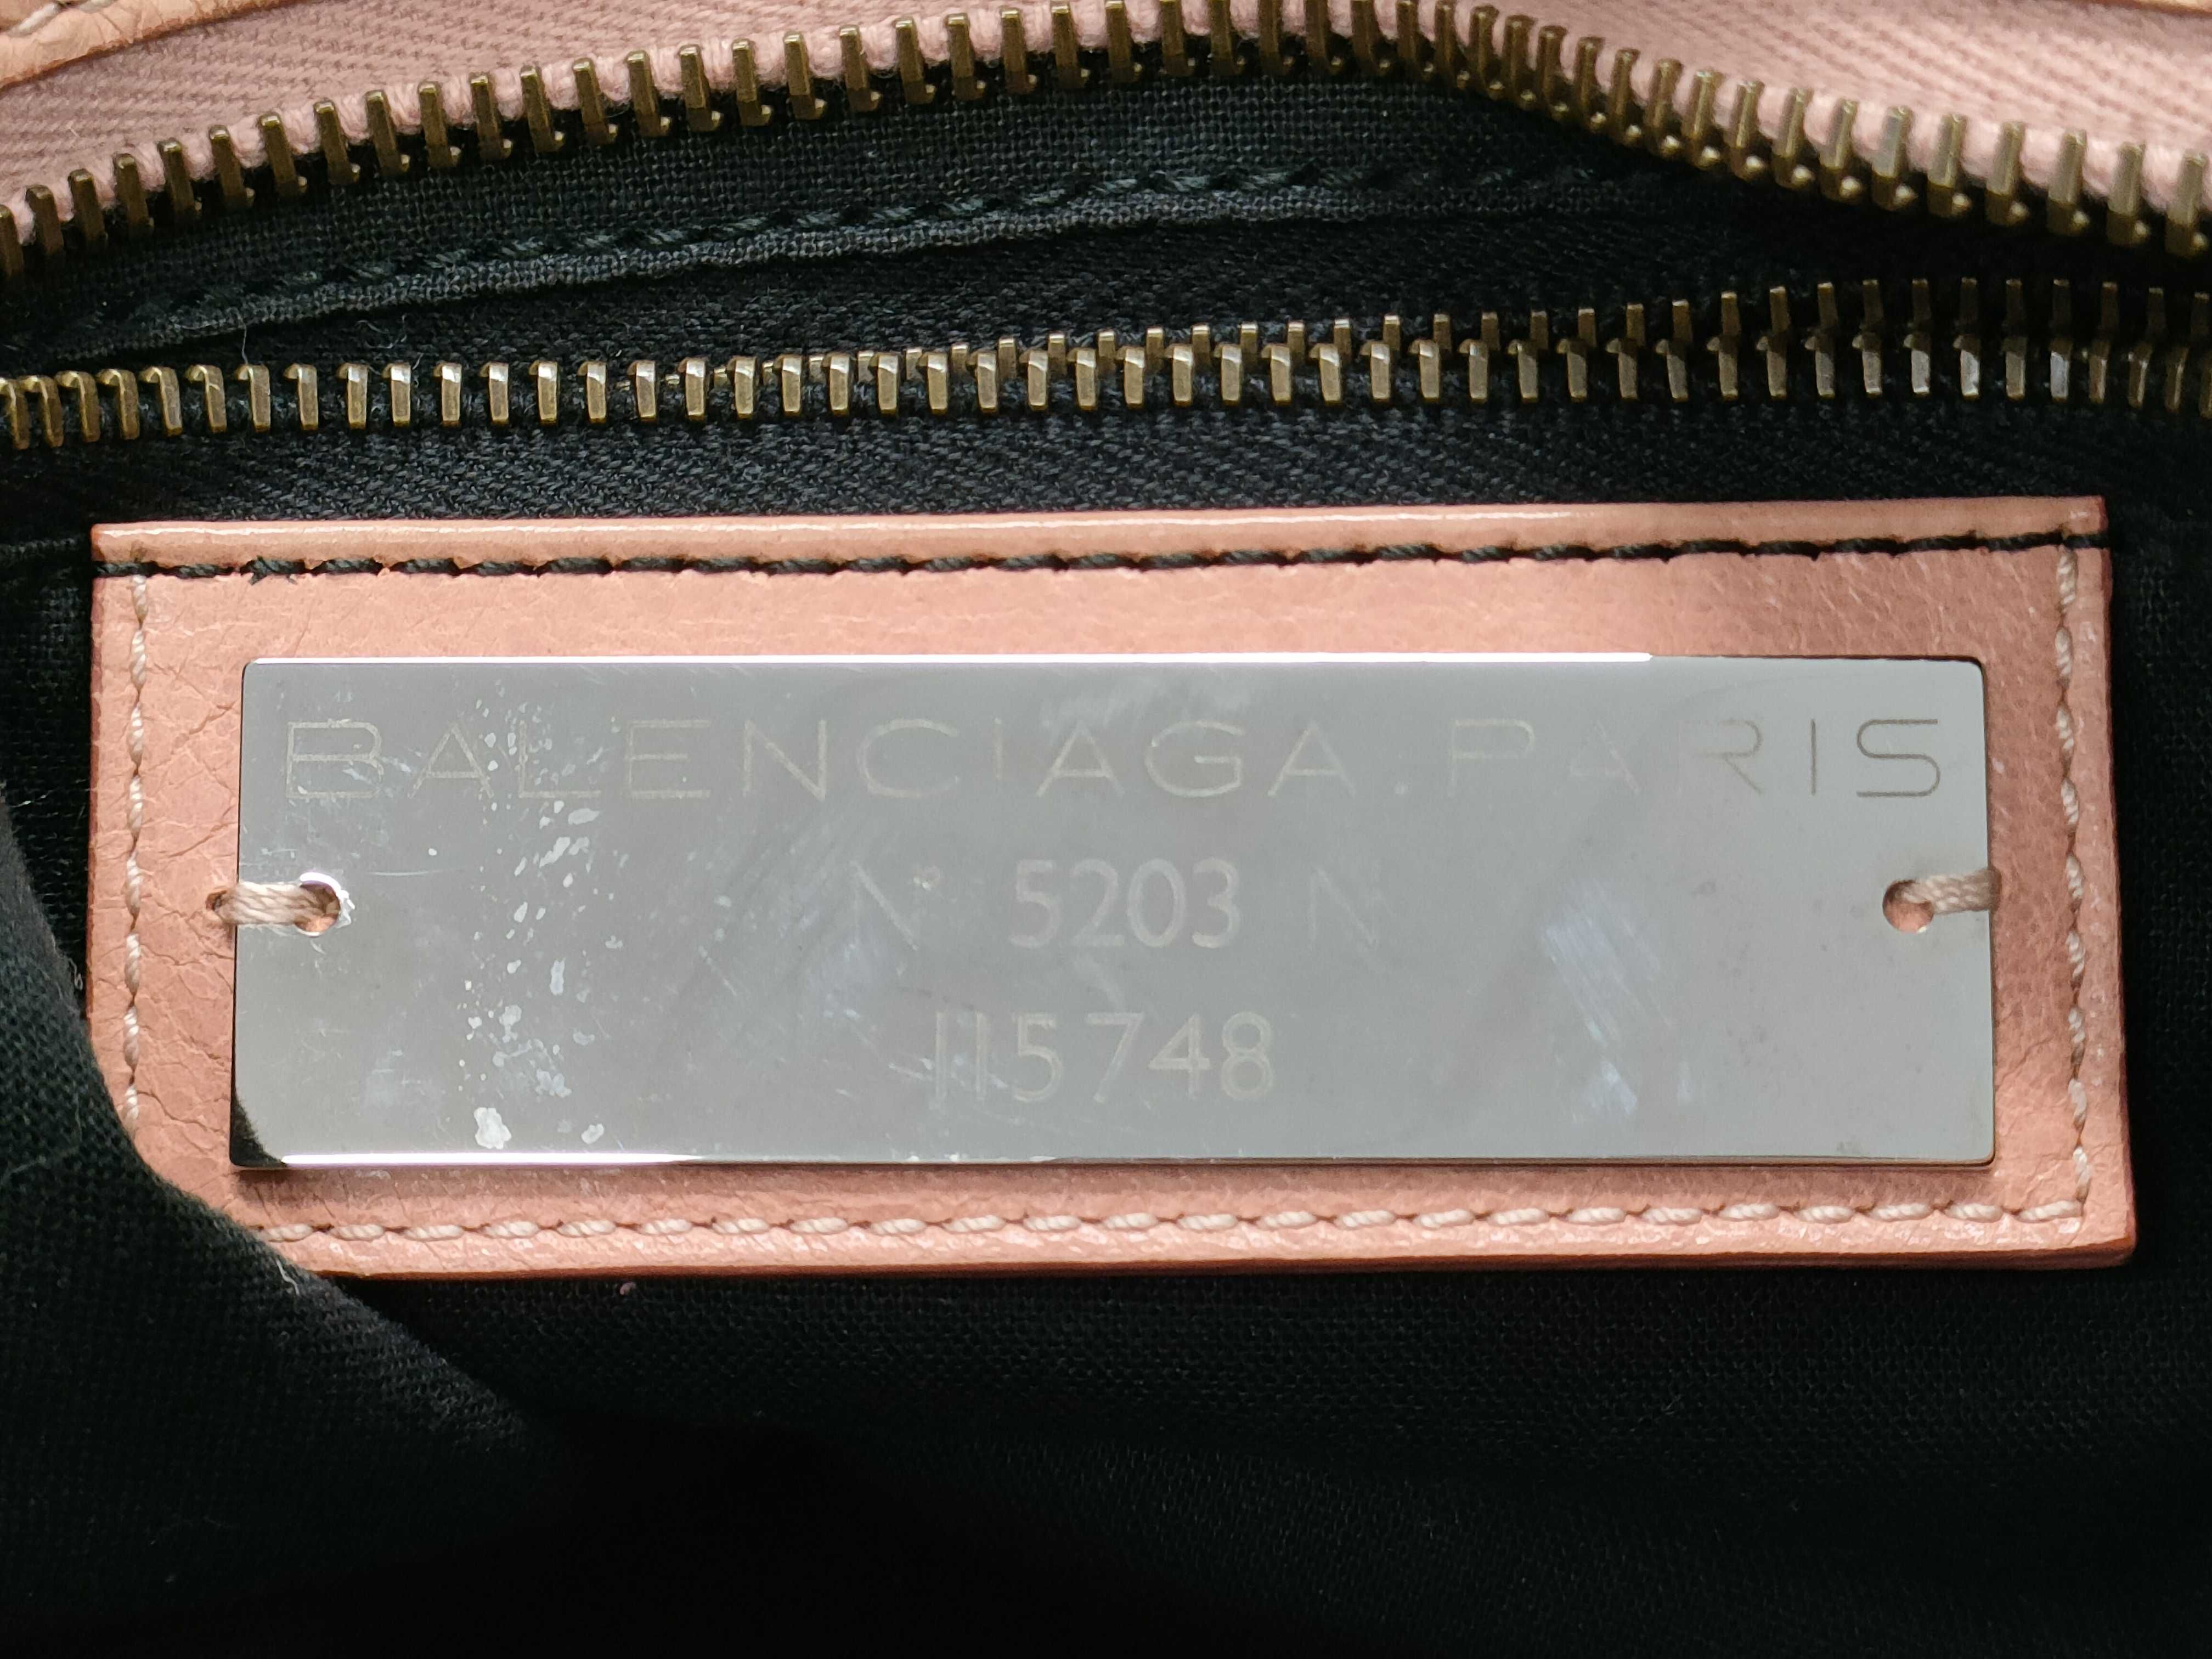 BALENCIAGA.PARIS
N° 5203 N
115748